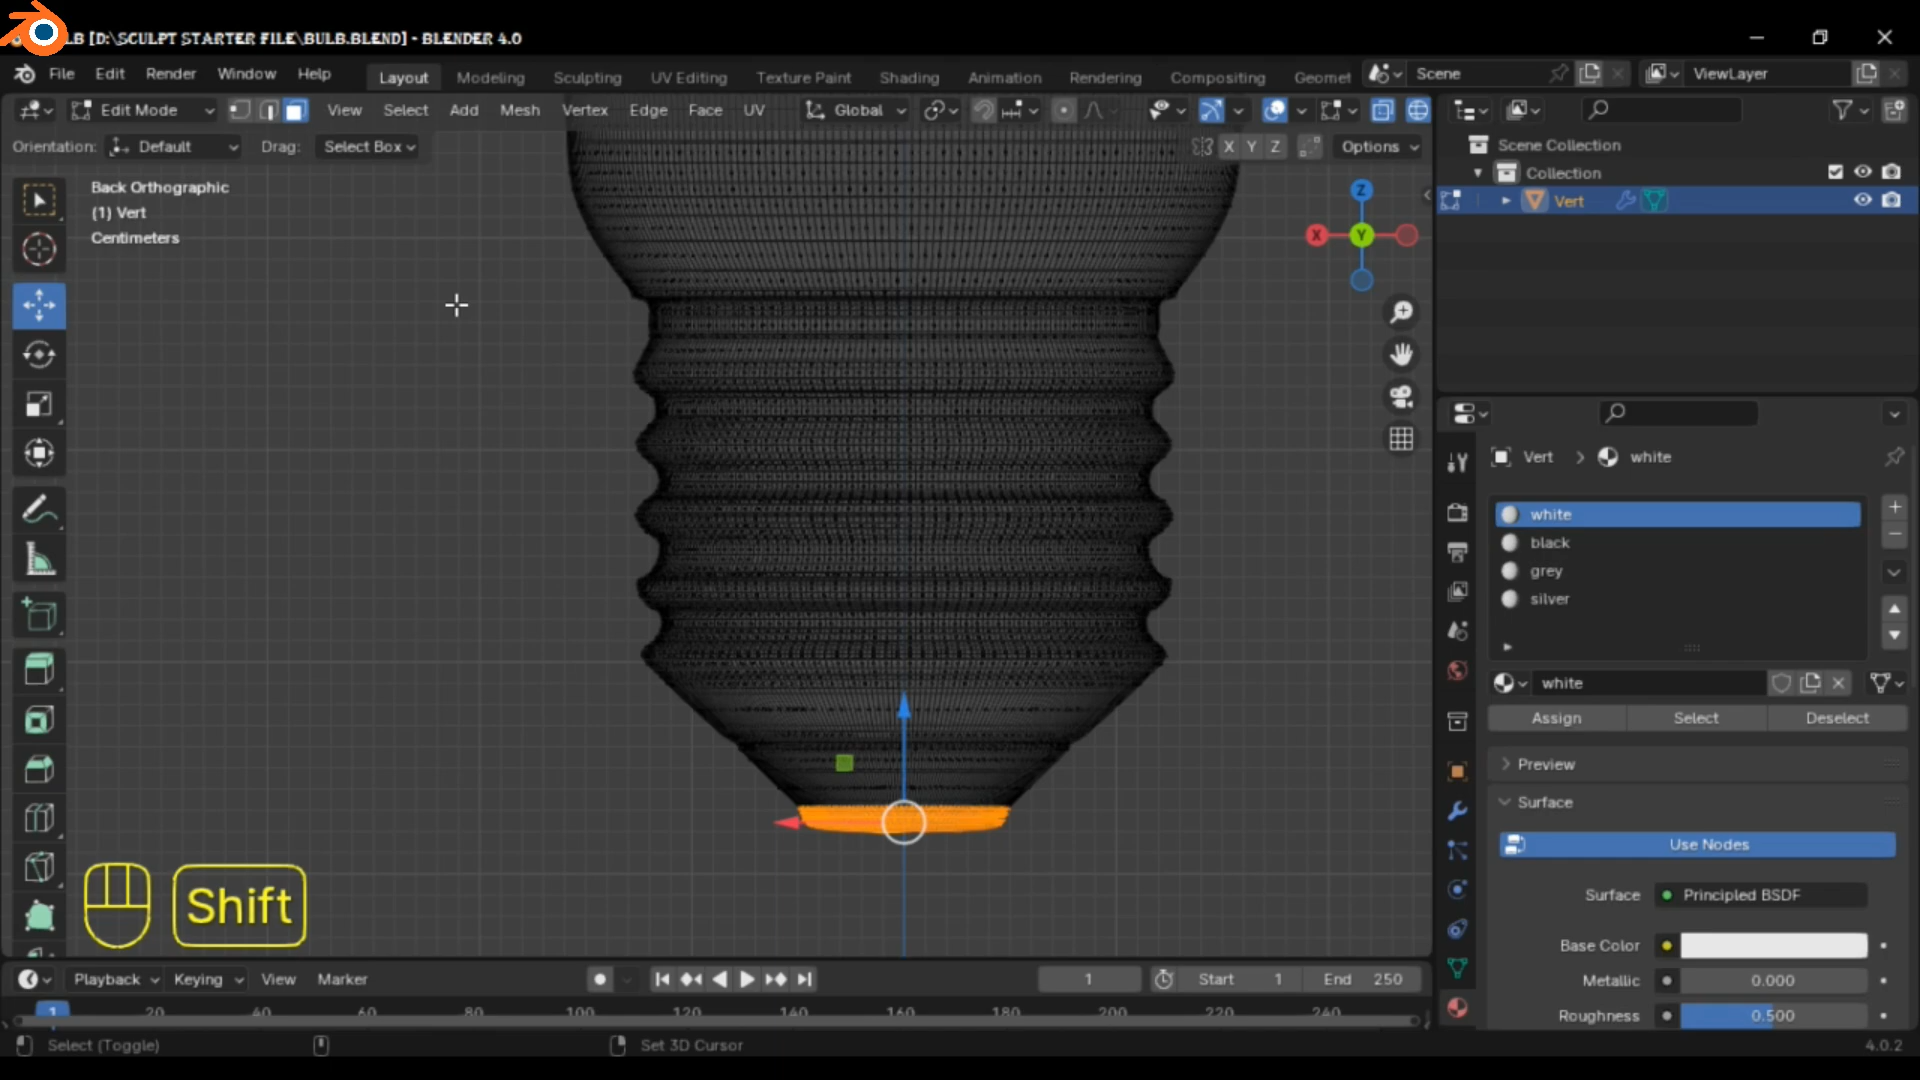 LB [D:\SCULPT STARTER FILE\BULB.BLEND] - BLENDER 4.0
File Edit Render Window Help Layout Modeling Sculpting UV Editing Texture Paint Shading Animation Rendering Compositing Geomet Scene ViewLayer
Edit Mode View Select Add Mesh Vertex Edge Face UV Global
Orientation: Default Drag: Select Box X Y Z Options
Back Orthographic
(1) Vert
Centimeters
Z
X Y
Scene Collection
Collection
Vert
Vert > white
white
black
grey
silver
white
Assign Select Deselect
Preview
Surface
Use Nodes
Surface Principled BSDF
Base Color
Metallic 0.000
Roughness 0.500
Shift
Playback Keying View Marker 1 Start 1 End 250
1 20 40 60 80 100 120 140 160 180 200 220 240
Select (Toggle) Set 3D Cursor 4.0.2